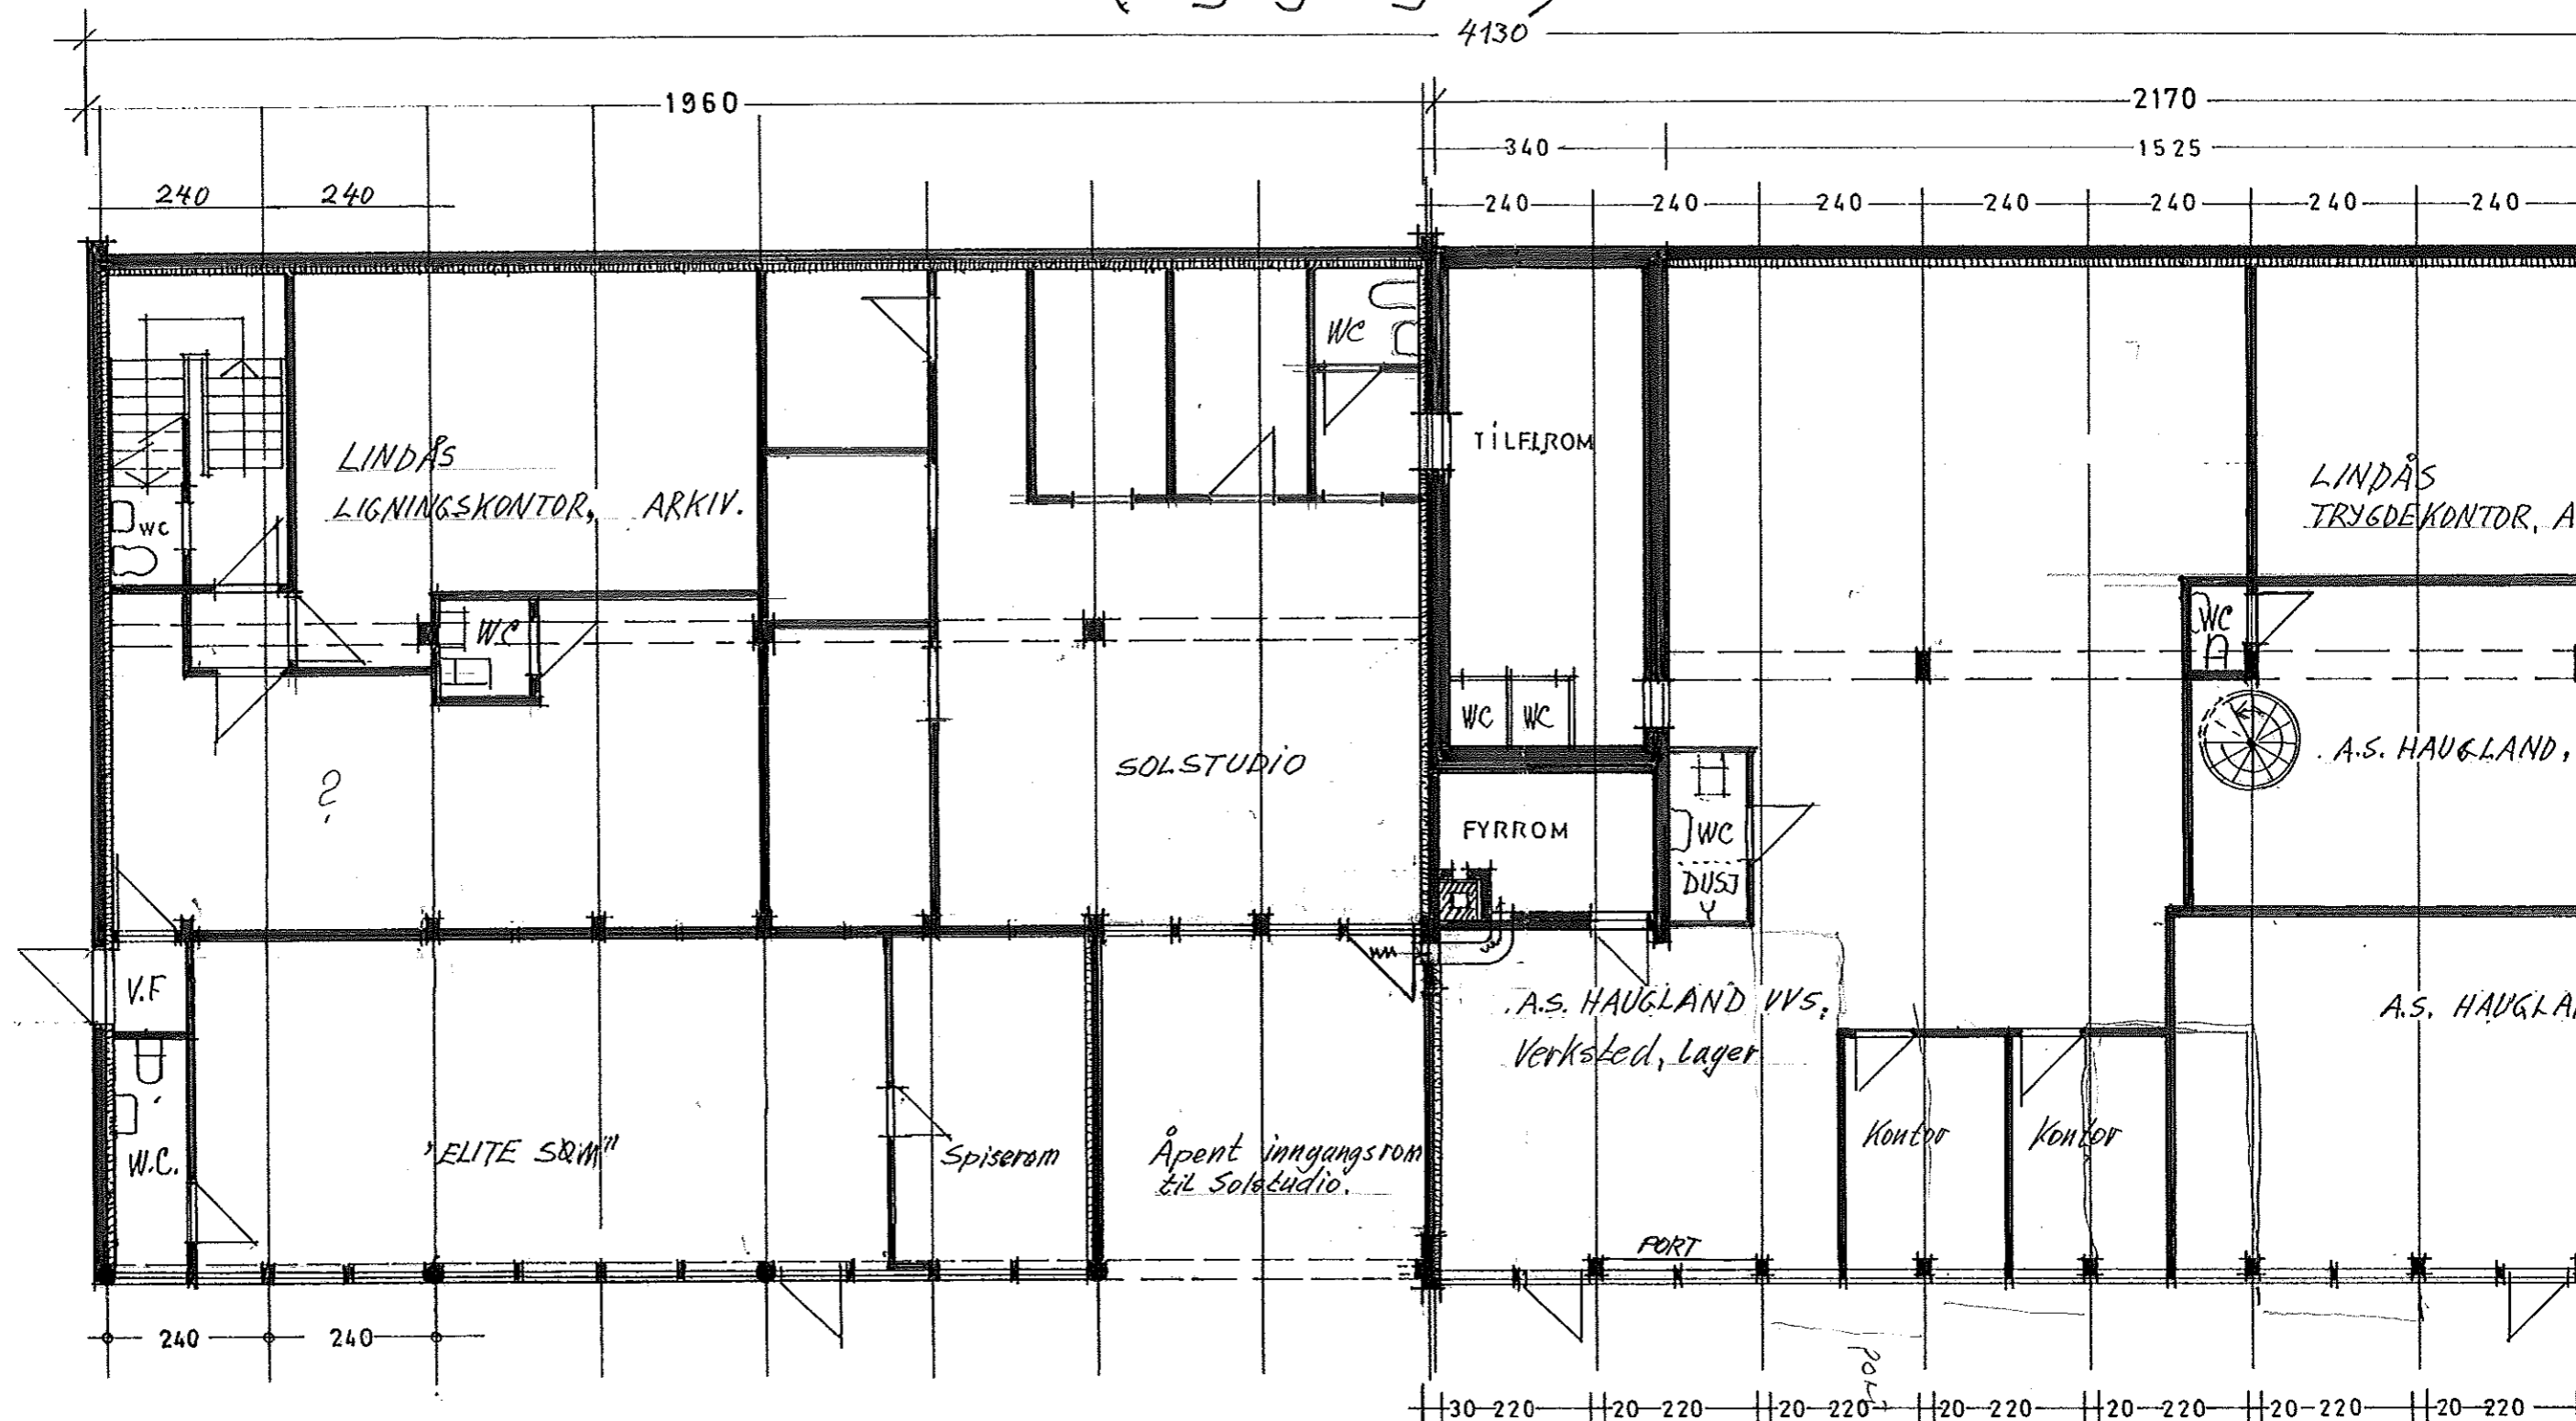 4130
1960
2170
340
1525
240 240
240 240 240 240 240 240 240
WC
TILFL.ROM
LINDÅS
LIGNINGSKONTOR, ARKIV.
LINDÅS
TRYGDEKONTOR, A
WC
WC
WC
WC WC
SOLSTUDIO
A.S. HAUGLAND,
?
FYRROM
WC
DUSJ
V.F
A.S. HAUGLAND VVS.
Verksted, Lager
A.S. HAUGLA
W.C.
"ELITE SØM"
Spiserom
Åpent inngangsrom
til Solstudio.
Kontor
Kontor
PORT
240 240
PORT
30 220 20 220 20 220 20 220 20 220 20 220 20 220